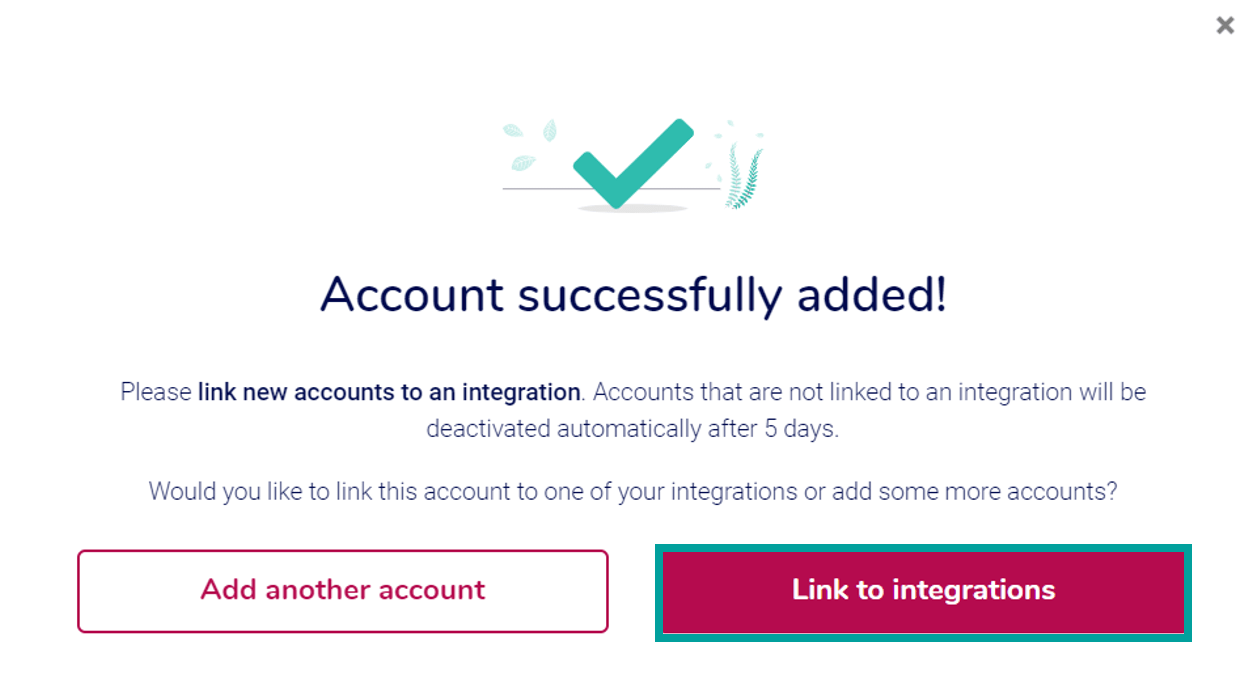 Account successfully added!
Please link new accounts to an integration. Accounts that are not linked to an integration will be
deactivated automatically after 5 days.
Would you like to link this account to one of your integrations or add some more accounts?
Add another account
Link to integrations